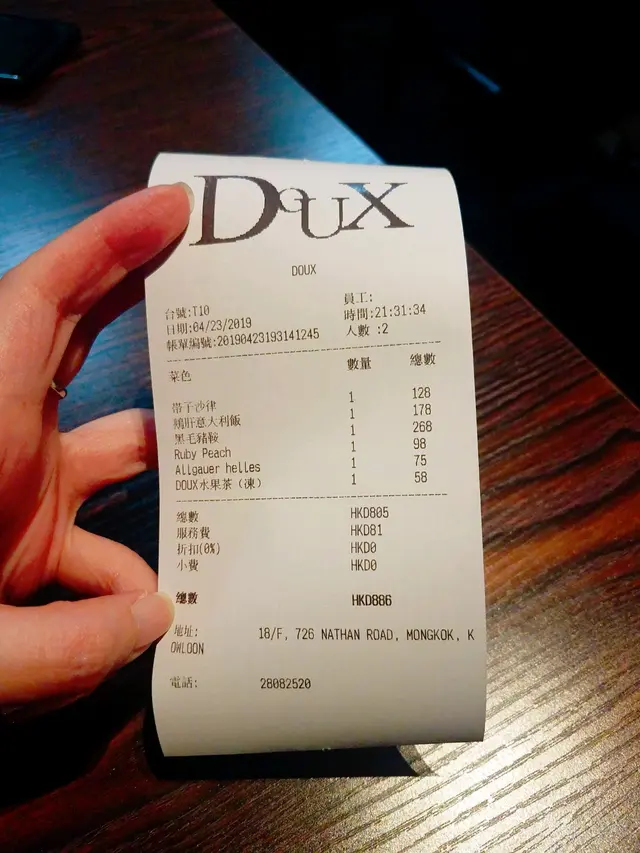 DOUX
DOUX
台號:T10 員工:
日期:04/23/2019 時間:21:31:34
帳單編號:20190423193141245 人數 :2
菜色 數量 總數
帶子沙律 1 128
鵝肝意大利飯 1 178
黑毛豬鞍 1 268
Ruby Peach 1 98
Allgauer helles 1 75
DOUX水果茶（凍） 1 58
總數 HKD805
服務費 HKD81
折扣(0%) HKD0
小費 HKD0
總數 HKD886
地址: 18/F, 726 NATHAN ROAD, MONGKOK, K
OWLOON
電話: 28082520